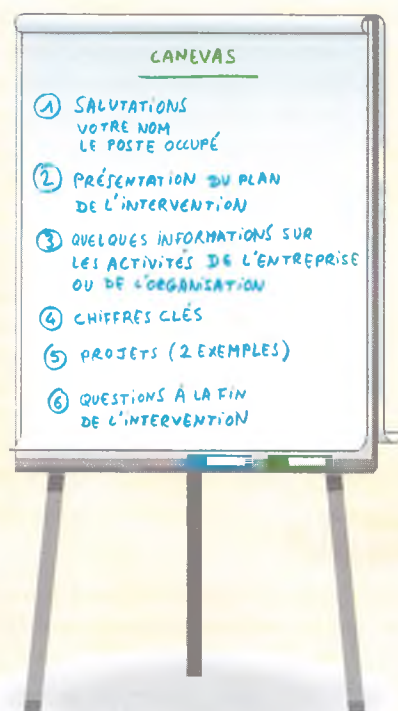 CANEVAS
1 SALUTATIONS
VOTRE NOM
LE POSTE OCCUPÉ
2 PRÉSENTATION DU PLAN
DE L'INTERVENTION
3 QUELQUES INFORMATIONS SUR
LES ACTIVITÉS DE L'ENTREPRISE
OU DE L'ORGANISATION
4 CHIFFRES CLÉS
5 PROJETS (2 EXEMPLES)
6 QUESTIONS À LA FIN
DE L'INTERVENTION